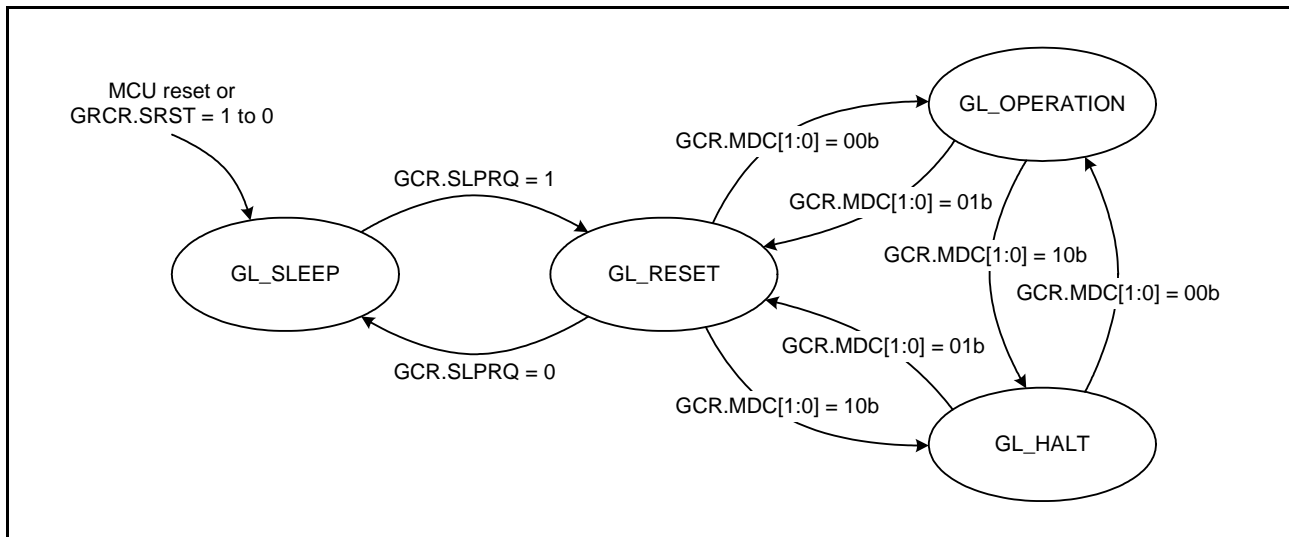 MCU reset or
GRCR.SRST = 1 to 0
GL_OPERATION
GCR.MDC[1:0] = 00b
GCR.SLPRQ = 1
GCR.MDC[1:0] = 01b
GL_SLEEP
GL_RESET
GCR.MDC[1:0] = 10b
GCR.MDC[1:0] = 00b
GCR.MDC[1:0] = 01b
GCR.SLPRQ = 0
GCR.MDC[1:0] = 10b
GL_HALT